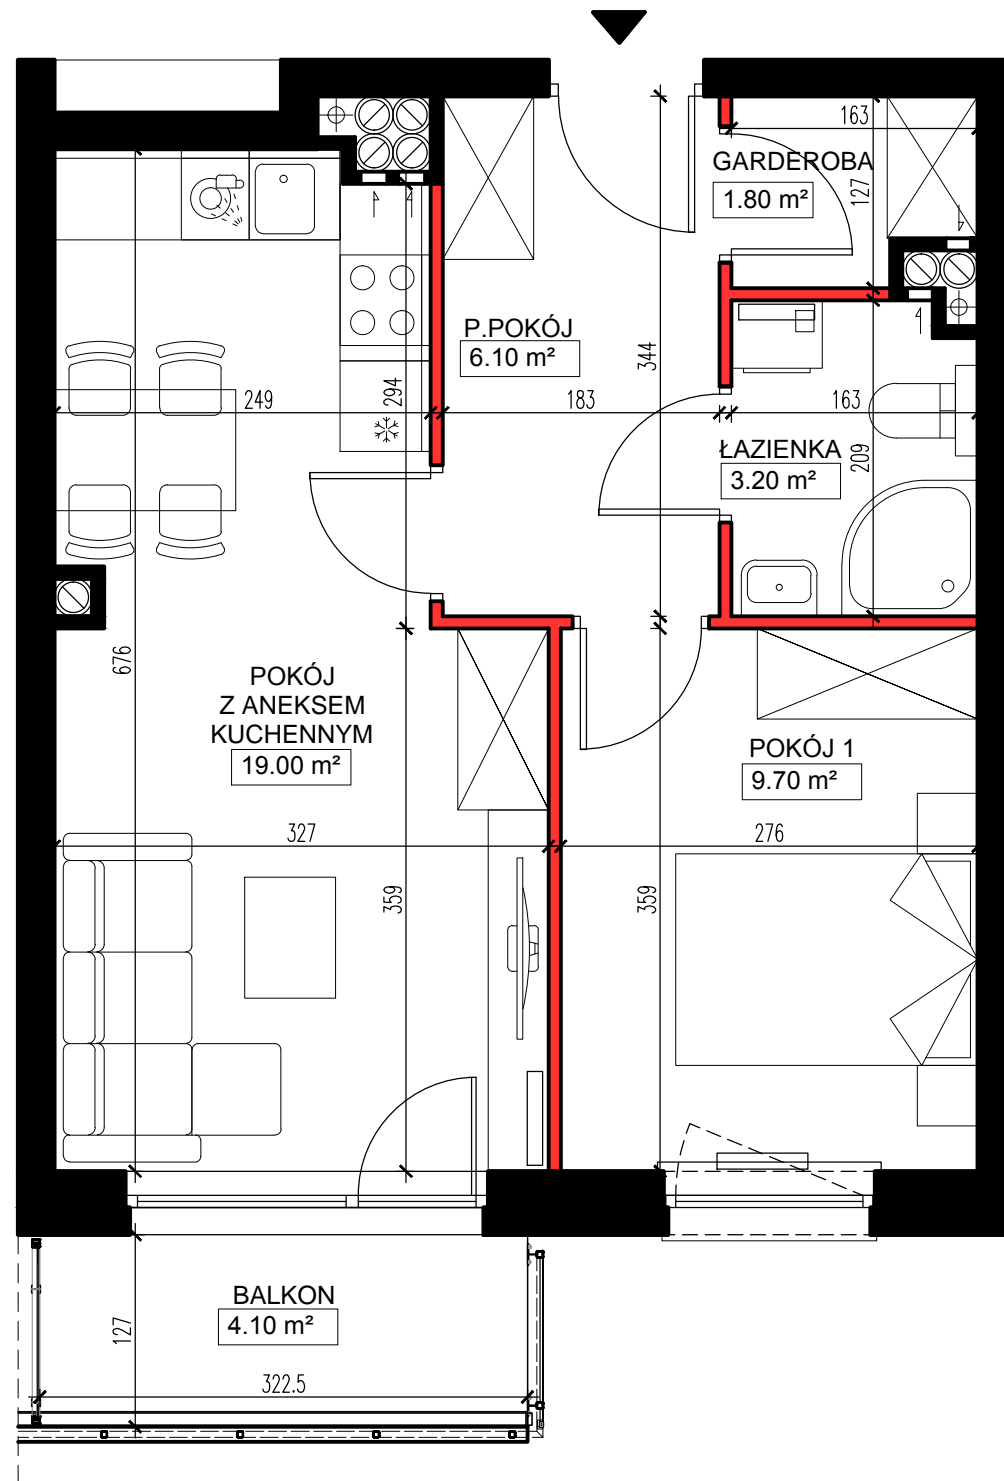 163
GARDEROBA
1.80 m²
127
P.POKÓJ
6.10 m²
344
294
249
183
163
ŁAZIENKA
3.20 m²
209
676
POKÓJ
Z ANEKSEM
KUCHENNYM
19.00 m²
POKÓJ 1
9.70 m²
327
276
359
359
BALKON
4.10 m²
127
322.5